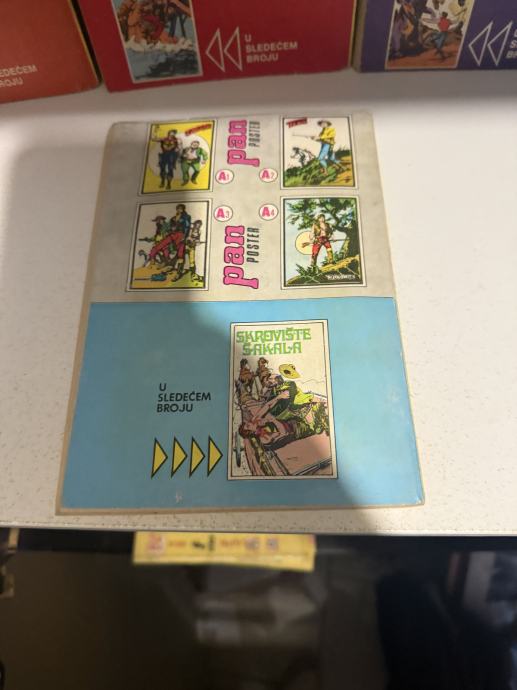 U
SLEDEĆEM
BROJU
U
SLEDEĆEM
BROJU
pan
POSTER
A1
A2
A3
A4
pan
POSTER
SKROVIŠTE
ŠAKALA
U
SLEDEĆEM
BROJU